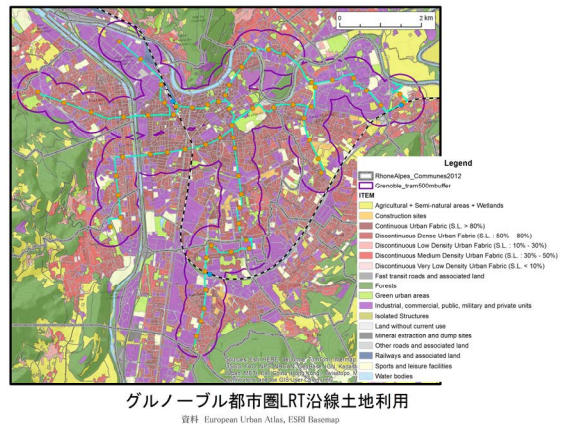 0 2 km
Legend
RhoneAlpes_Communes2012
Grenoble_tram500mbuffer
ITEM
Agricultural + Semi-natural areas + Wetlands
Construction sites
Continuous Urban Fabric (S.L. > 80%)
Discontinuous Dense Urban Fabric (S.L. : 50% - 80%)
Discontinuous Low Density Urban Fabric (S.L. : 10% - 30%)
Discontinuous Medium Density Urban Fabric (S.L. : 30% - 50%)
Discontinuous Very Low Density Urban Fabric (S.L. < 10%)
Fast transit roads and associated land
Forests
Green urban areas
Industrial, commercial, public, military and private units
Isolated Structures
Land without current use
Mineral extraction and dump sites
Other roads and associated land
Railways and associated land
Sports and leisure facilities
Water bodies
グルノーブル都市圏LRT沿線土地利用
資料 European Urban Atlas, ESRI Basemap